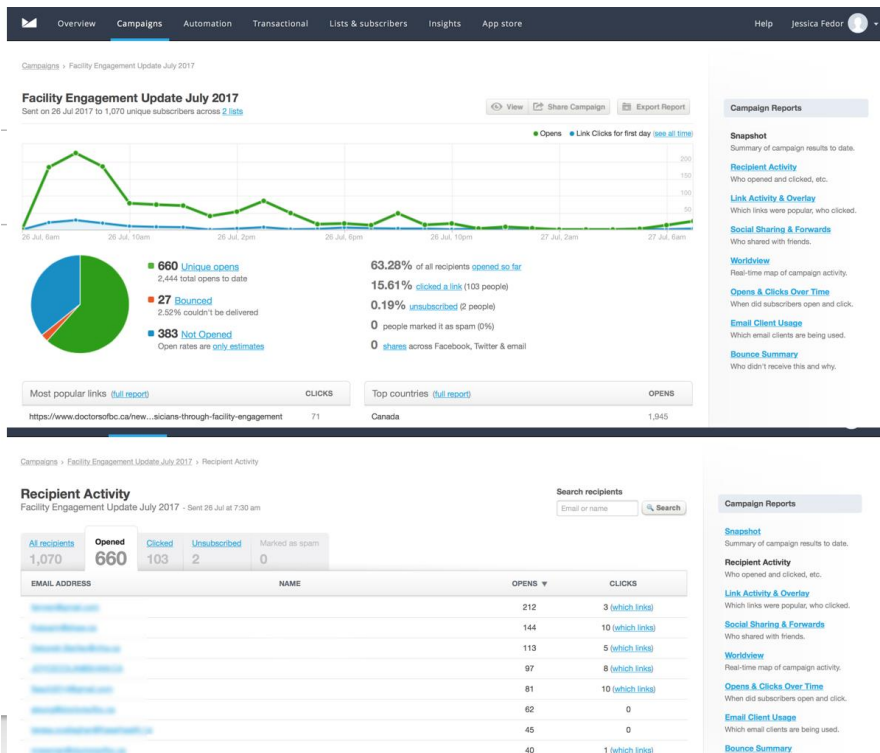 Overview Campaigns Automation Transactional Lists & subscribers Insights App store Help Jessica Fedor
Campaigns › Facility Engagement Update July 2017
Facility Engagement Update July 2017
Sent on 26 Jul 2017 to 1,070 unique subscribers across 2 lists
View Share Campaign Export Report
Opens Link Clicks for first day (see all time)
200
150
100
50
26 Jul, 6am 26 Jul, 10am 26 Jul, 2pm 26 Jul, 6pm 26 Jul, 10pm 27 Jul, 2am 27 Jul, 6am
660 Unique opens
2,444 total opens to date
27 Bounced
2.52% couldn't be delivered
383 Not Opened
Open rates are only estimates
63.28% of all recipients opened so far
15.61% clicked a link (103 people)
0.19% unsubscribed (2 people)
0 people marked it as spam (0%)
0 shares across Facebook, Twitter & email
Most popular links (full report) CLICKS
https://www.doctorsofbc.ca/new...sicians-through-facility-engagement 71
Top countries (full report) OPENS
Canada 1,945
Campaign Reports
Snapshot
Summary of campaign results to date.
Recipient Activity
Who opened and clicked, etc.
Link Activity & Overlay
Which links were popular, who clicked.
Social Sharing & Forwards
Who shared with friends.
Worldview
Real-time map of campaign activity.
Opens & Clicks Over Time
When did subscribers open and click.
Email Client Usage
Which email clients are being used.
Bounce Summary
Who didn't receive this and why.
Campaigns › Facility Engagement Update July 2017 › Recipient Activity
Recipient Activity
Facility Engagement Update July 2017 - Sent 26 Jul at 7:30 am
Search recipients
Email or name Search
All recipients Opened Clicked Unsubscribed Marked as spam
1,070 660 103 2 0
EMAIL ADDRESS NAME OPENS ▼ CLICKS
212 3 (which links)
144 10 (which links)
113 5 (which links)
97 8 (which links)
81 10 (which links)
62 0
45 0
40 1 (which links)
Campaign Reports
Snapshot
Summary of campaign results to date.
Recipient Activity
Who opened and clicked, etc.
Link Activity & Overlay
Which links were popular, who clicked.
Social Sharing & Forwards
Who shared with friends.
Worldview
Real-time map of campaign activity.
Opens & Clicks Over Time
When did subscribers open and click.
Email Client Usage
Which email clients are being used.
Bounce Summary